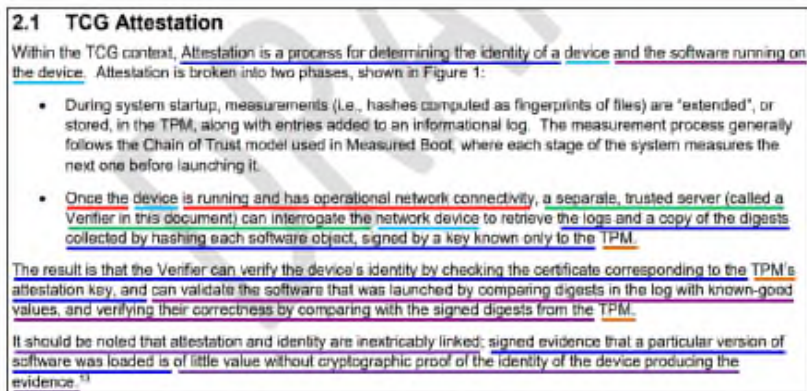 2.1 TCG Attestation
Within the TCG context, Attestation is a process for determining the identity of a device and the software running on
the device. Attestation is broken into two phases, shown in Figure 1:
• During system startup, measurements (i.e., hashes computed as fingerprints of files) are "extended", or
stored, in the TPM, along with entries added to an informational log. The measurement process generally
follows the Chain of Trust model used in Measured Boot, where each stage of the system measures the
next one before launching it.
• Once the device is running and has operational network connectivity, a separate, trusted server (called a
Verifier in this document) can interrogate the network device to retrieve the logs and a copy of the digests
collected by hashing each software object, signed by a key known only to the TPM.
The result is that the Verifier can verify the device's identity by checking the certificate corresponding to the TPM's
attestation key, and can validate the software that was launched by comparing digests in the log with known-good
values, and verifying their correctness by comparing with the signed digests from the TPM.
It should be noted that attestation and identity are inextricably linked; signed evidence that a particular version of
software was loaded is of little value without cryptographic proof of the identity of the device producing the
evidence.13